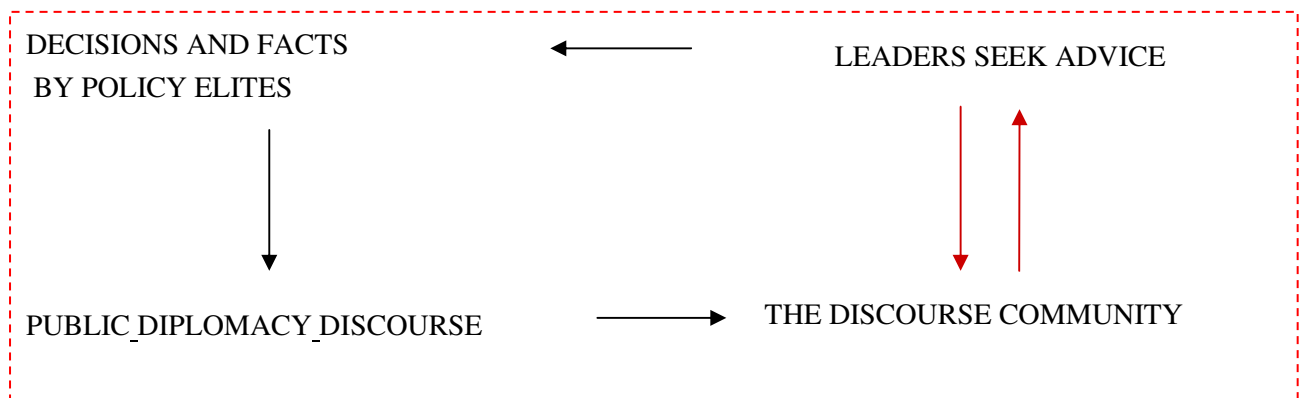 DECISIONS AND FACTS
BY POLICY ELITES
LEADERS SEEK ADVICE
PUBLIC DIPLOMACY DISCOURSE
THE DISCOURSE COMMUNITY